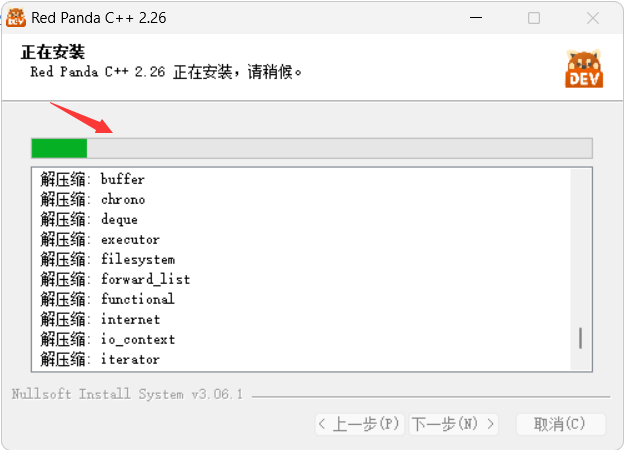 DEV Red Panda C++ 2.26
正在安装
Red Panda C++ 2.26 正在安装，请稍候。
DEV
解压缩: buffer
解压缩: chrono
解压缩: deque
解压缩: executor
解压缩: filesystem
解压缩: forward_list
解压缩: functional
解压缩: internet
解压缩: io_context
解压缩: iterator
Nullsoft Install System v3.06.1
< 上一步(P) 下一步(N) > 取消(C)